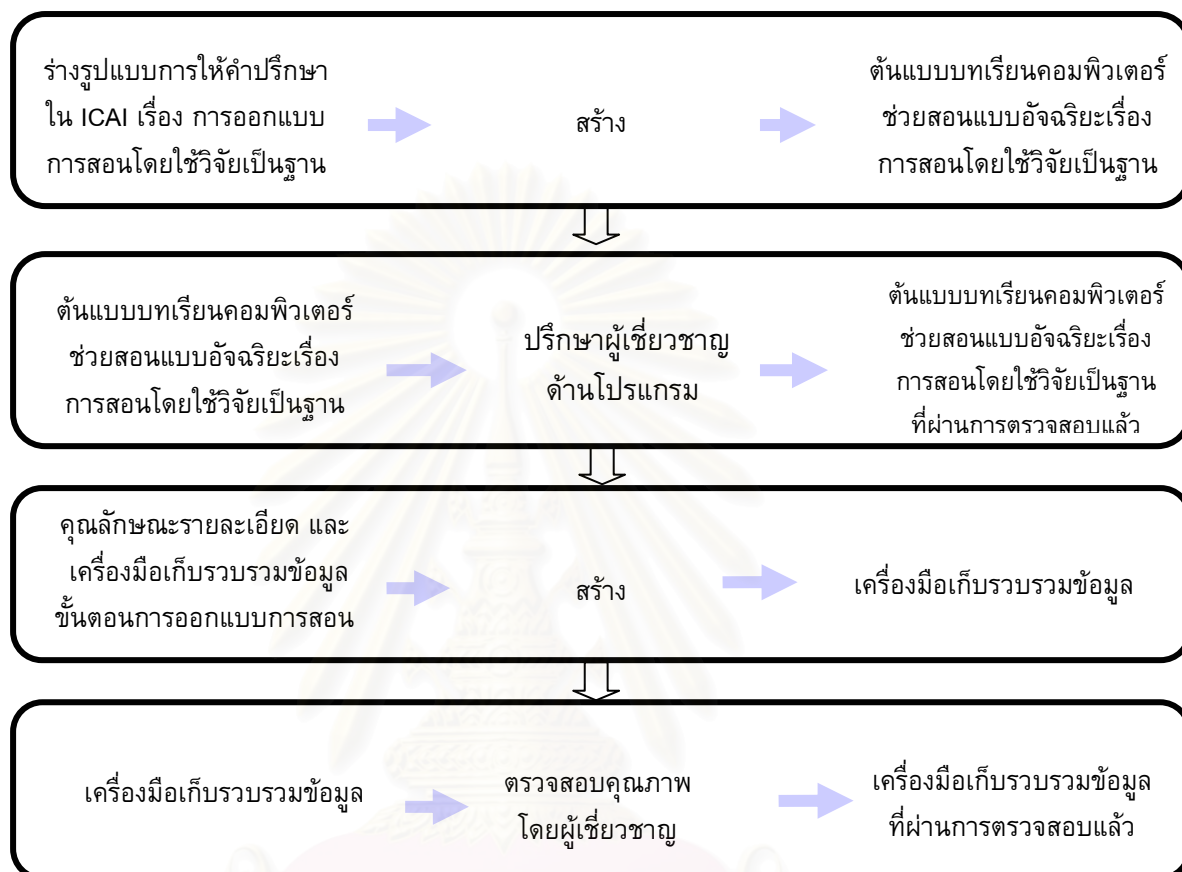 ร่างรูปแบบการให้คำปรึกษา
ใน ICAI เรื่อง การออกแบบ
การสอนโดยใช้วิจัยเป็นฐาน
สร้าง
ต้นแบบบทเรียนคอมพิวเตอร์
ช่วยสอนแบบอัจฉริยะเรื่อง
การสอนโดยใช้วิจัยเป็นฐาน
ต้นแบบบทเรียนคอมพิวเตอร์
ช่วยสอนแบบอัจฉริยะเรื่อง
การสอนโดยใช้วิจัยเป็นฐาน
ปรึกษาผู้เชี่ยวชาญ
ด้านโปรแกรม
ต้นแบบบทเรียนคอมพิวเตอร์
ช่วยสอนแบบอัจฉริยะเรื่อง
การสอนโดยใช้วิจัยเป็นฐาน
ที่ผ่านการตรวจสอบแล้ว
คุณลักษณะรายละเอียด และ
เครื่องมือเก็บรวบรวมข้อมูล
ขั้นตอนการออกแบบการสอน
สร้าง
เครื่องมือเก็บรวบรวมข้อมูล
เครื่องมือเก็บรวบรวมข้อมูล
ตรวจสอบคุณภาพ
โดยผู้เชี่ยวชาญ
เครื่องมือเก็บรวบรวมข้อมูล
ที่ผ่านการตรวจสอบแล้ว